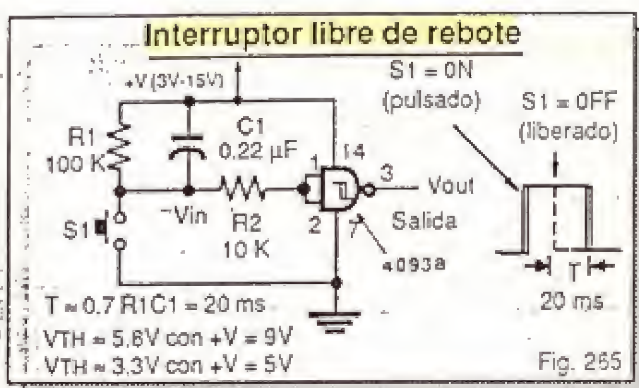 Interruptor libre de rebote
+V (3V-15V)
S1 = ON
(pulsado)
S1 = OFF
(liberado)
R1
100 K
C1
0.22 µF
1
14
3
Vout
2
7
Salida
S1
Vin
R2
10 K
4093B
T
20 ms
T ≈ 0.7 R1C1 = 20 ms
VTH ≈ 5.8V con +V = 9V
VTH ≈ 3.3V con +V = 5V
Fig. 265